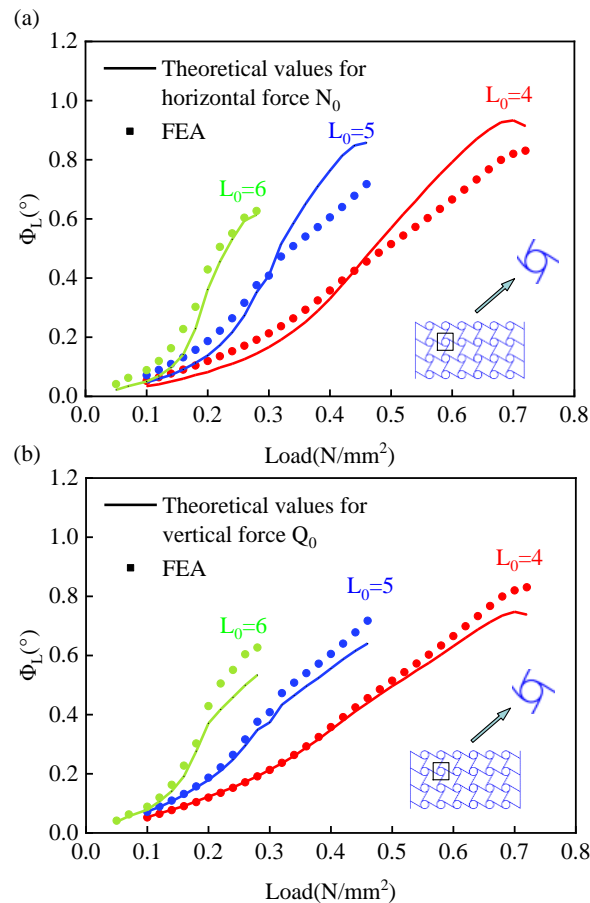 (a)
1.2
1.0
0.8
0.6
0.4
0.2
0.0
Φ_L(°)
Theoretical values for
horizontal force N₀
FEA
L₀=6
L₀=5
L₀=4
0.0 0.1 0.2 0.3 0.4 0.5 0.6 0.7 0.8
Load(N/mm²)
(b)
1.2
1.0
0.8
0.6
0.4
0.2
0.0
Φ_L(°)
Theoretical values for
vertical force Q₀
FEA
L₀=6
L₀=5
L₀=4
0.0 0.1 0.2 0.3 0.4 0.5 0.6 0.7 0.8
Load(N/mm²)